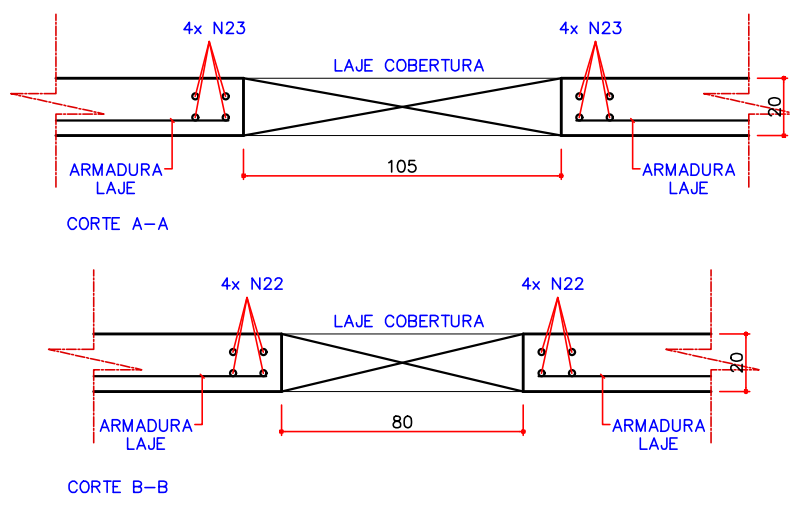 4x N23
4x N23
LAJE COBERTURA
20
ARMADURA
LAJE
105
ARMADURA
LAJE
CORTE A-A
4x N22
4x N22
LAJE COBERTURA
20
ARMADURA
LAJE
80
ARMADURA
LAJE
CORTE B-B